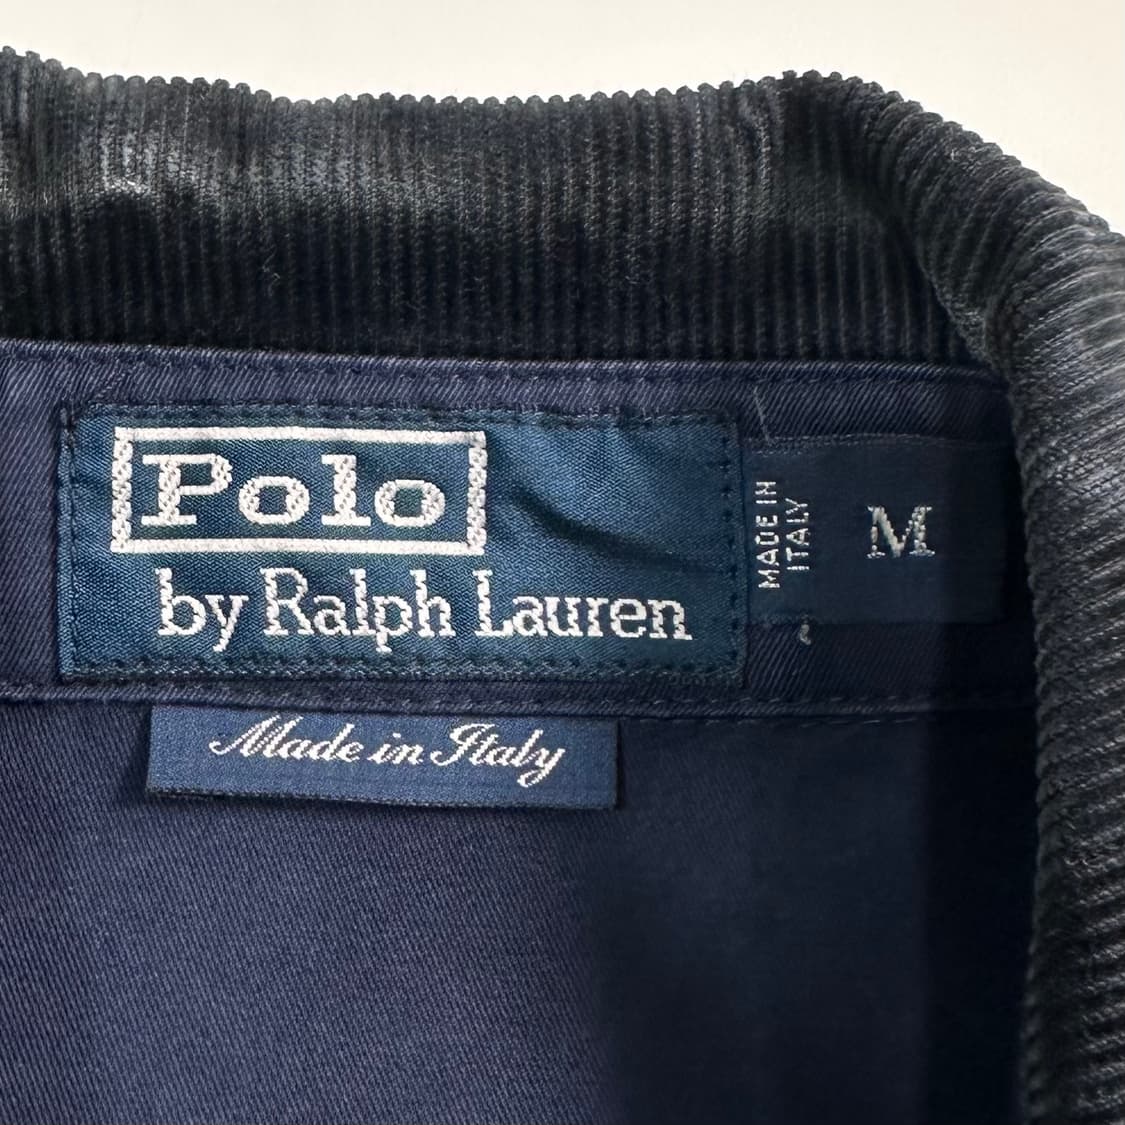 Polo
by Ralph Lauren
MADE IN
ITALY
M
Made in Italy